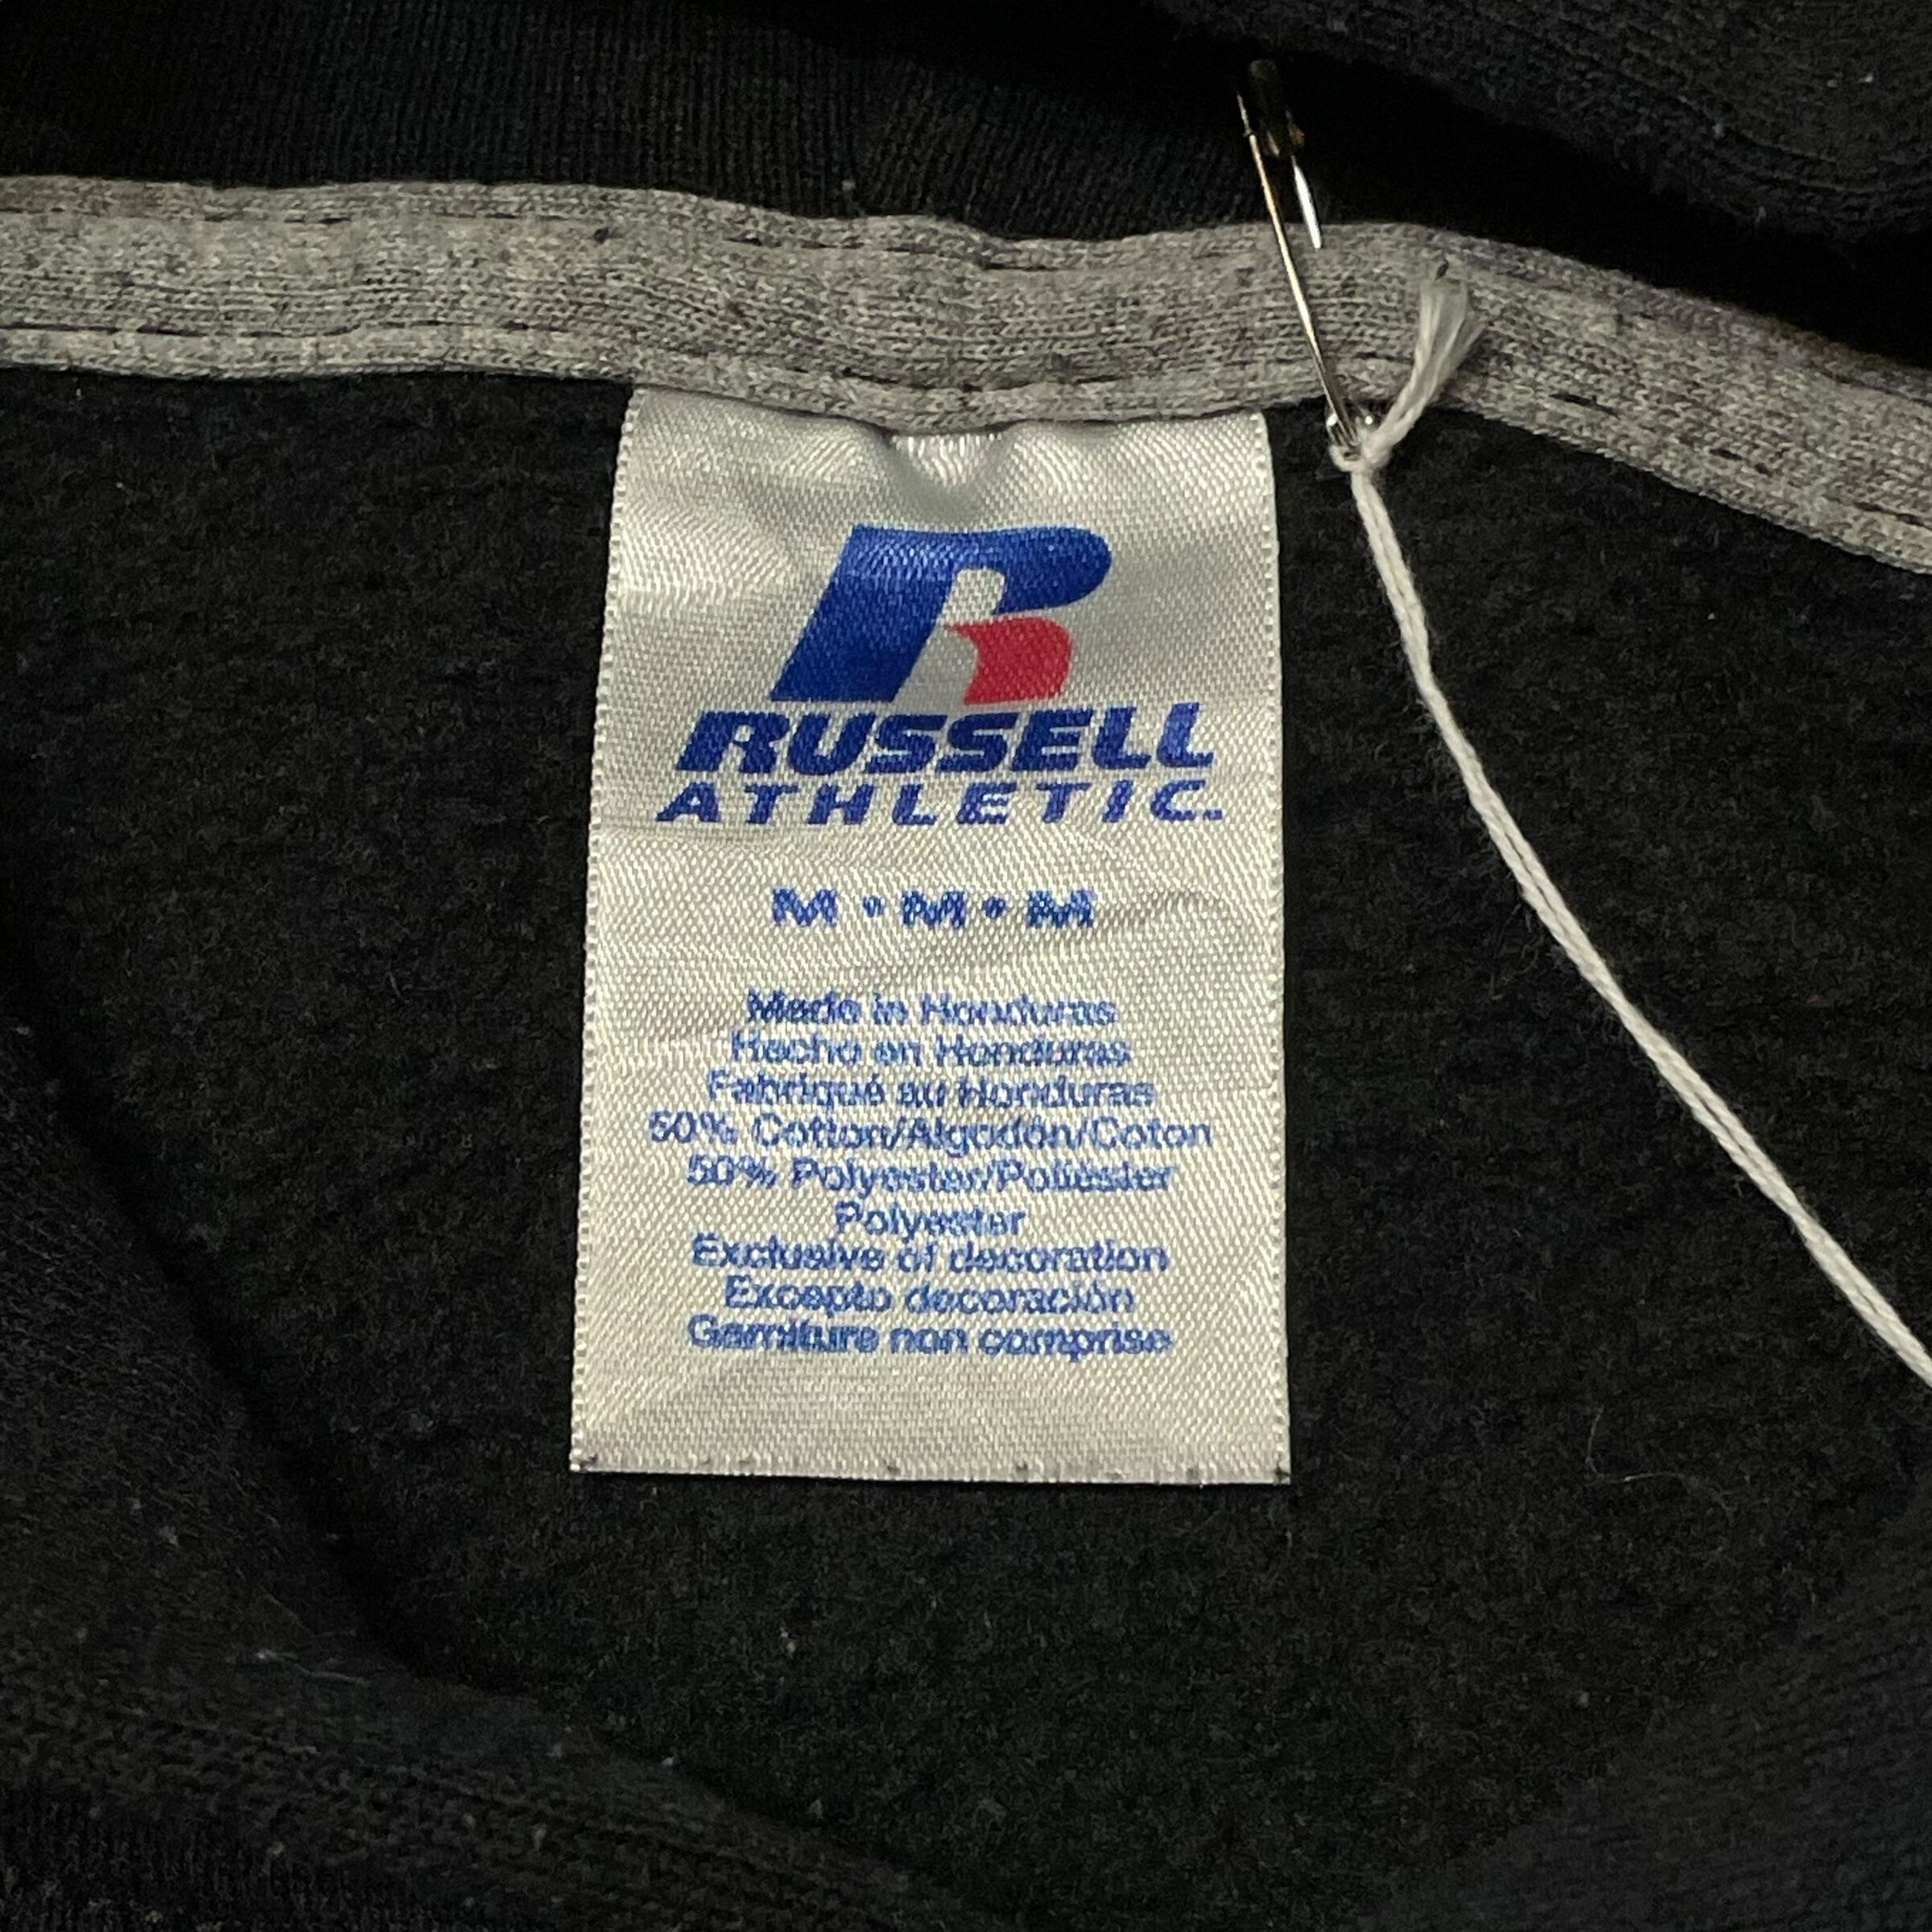 R
RUSSELL
ATHLETIC.
M • M • M
Made in Honduras
Hecho en Honduras
Fabriqué au Honduras
50% Cotton/Algodón/Coton
50% Polyester/Poliéster
Polyester
Exclusive of decoration
Excepto decoración
Garniture non comprise